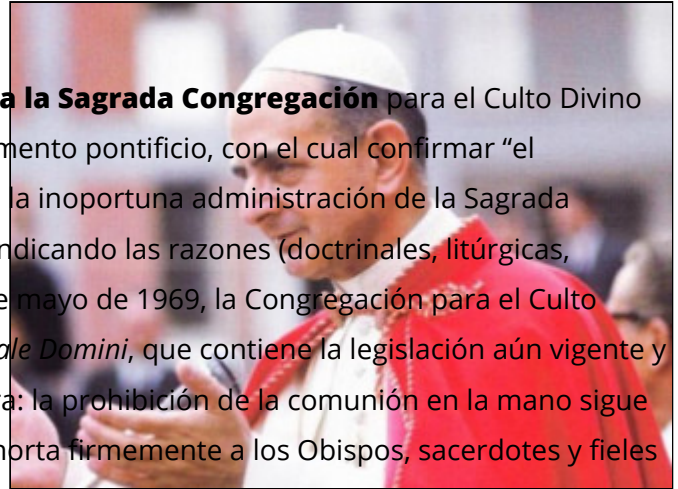 a la Sagrada Congregación para el Culto Divino
mento pontificio, con el cual confirmar “el
la inoportuna administración de la Sagrada
ndicando las razones (doctrinales, litúrgicas,
e mayo de 1969, la Congregación para el Culto
ale Domini, que contiene la legislación aún vigente y
ra: la prohibición de la comunión en la mano sigue
horta firmemente a los Obispos, sacerdotes y fieles